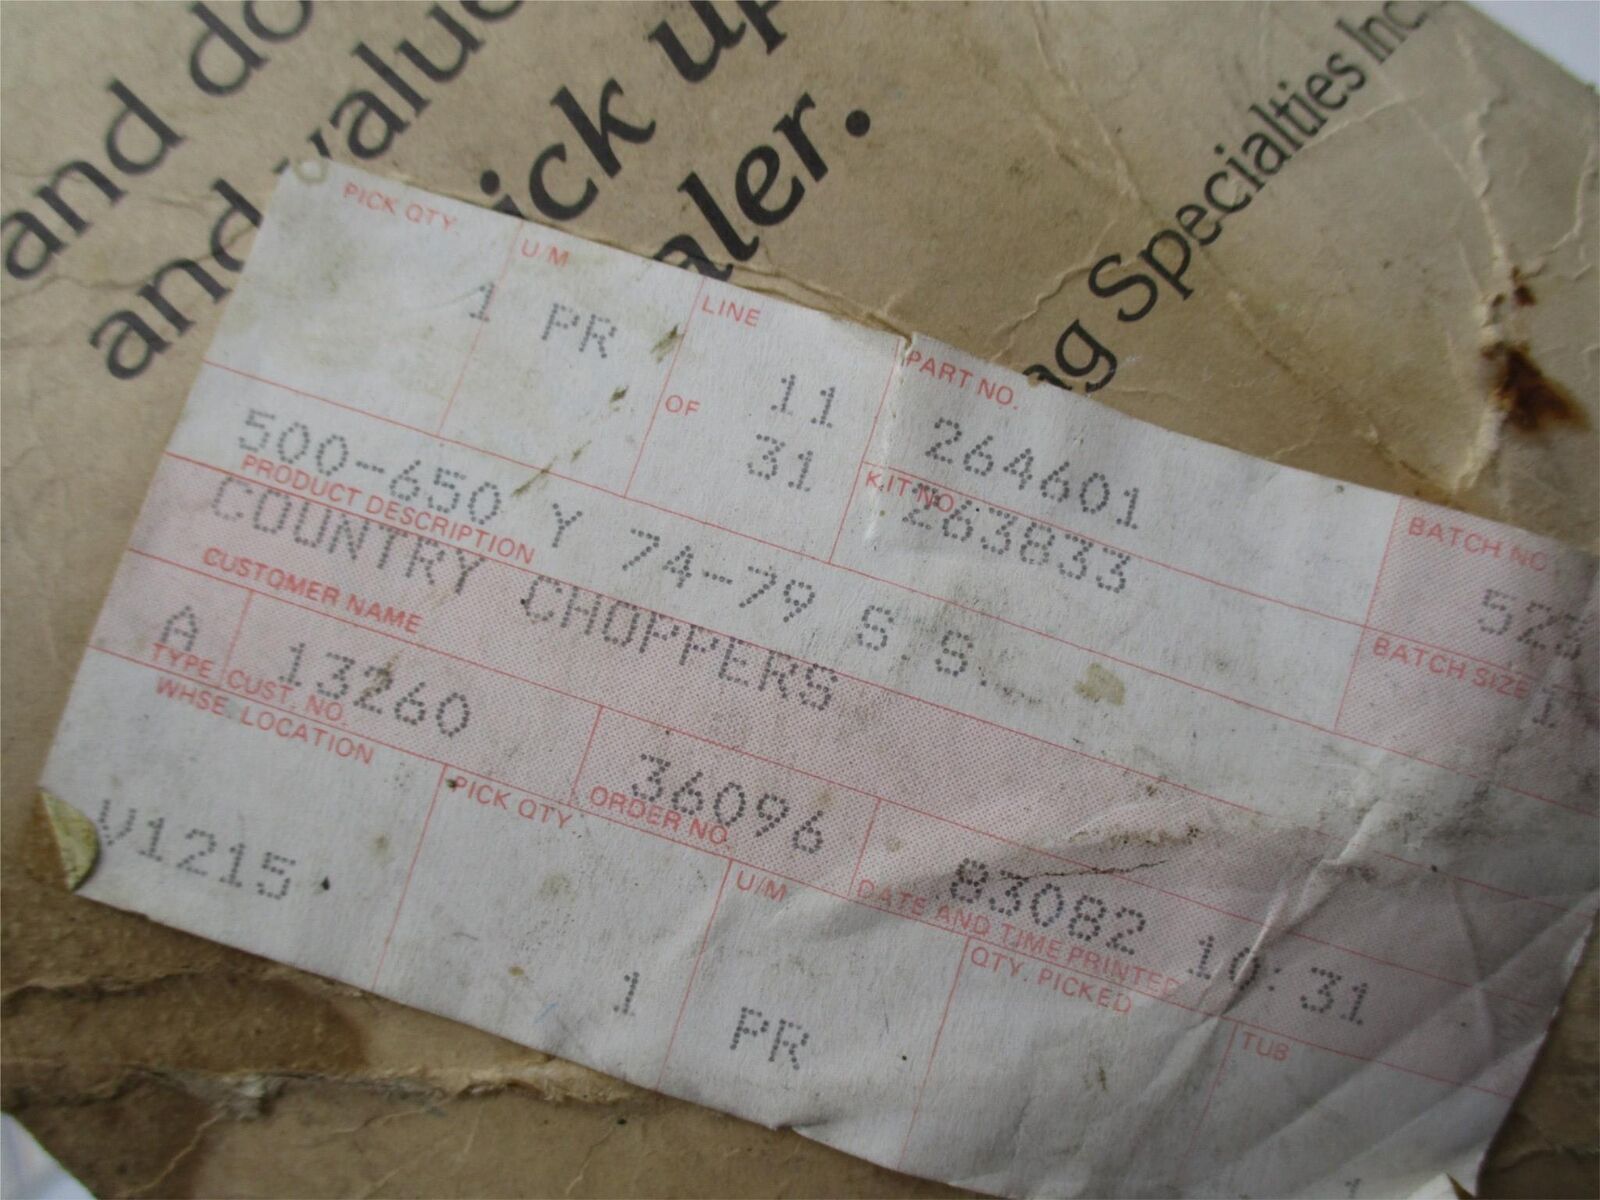 and
and value
ick up
aler.
Specialties Inc.
PICK QTY.
U/M
LINE
PART NO.
1
PR
11
264601
OF
31
KIT NO.
263833
BATCH NO.
500-650 Y 74-79 S.S.
PRODUCT DESCRIPTION
BATCH SIZE
1
COUNTRY CHOPPERS
CUSTOMER NAME
A
13260
36096
83082 10:31
TYPE
CUST. NO.
ORDER NO.
DATE AND TIME PRINTED
WHSE. LOCATION
PICK QTY
U/M
QTY. PICKED
TUB
V1215
1
PR